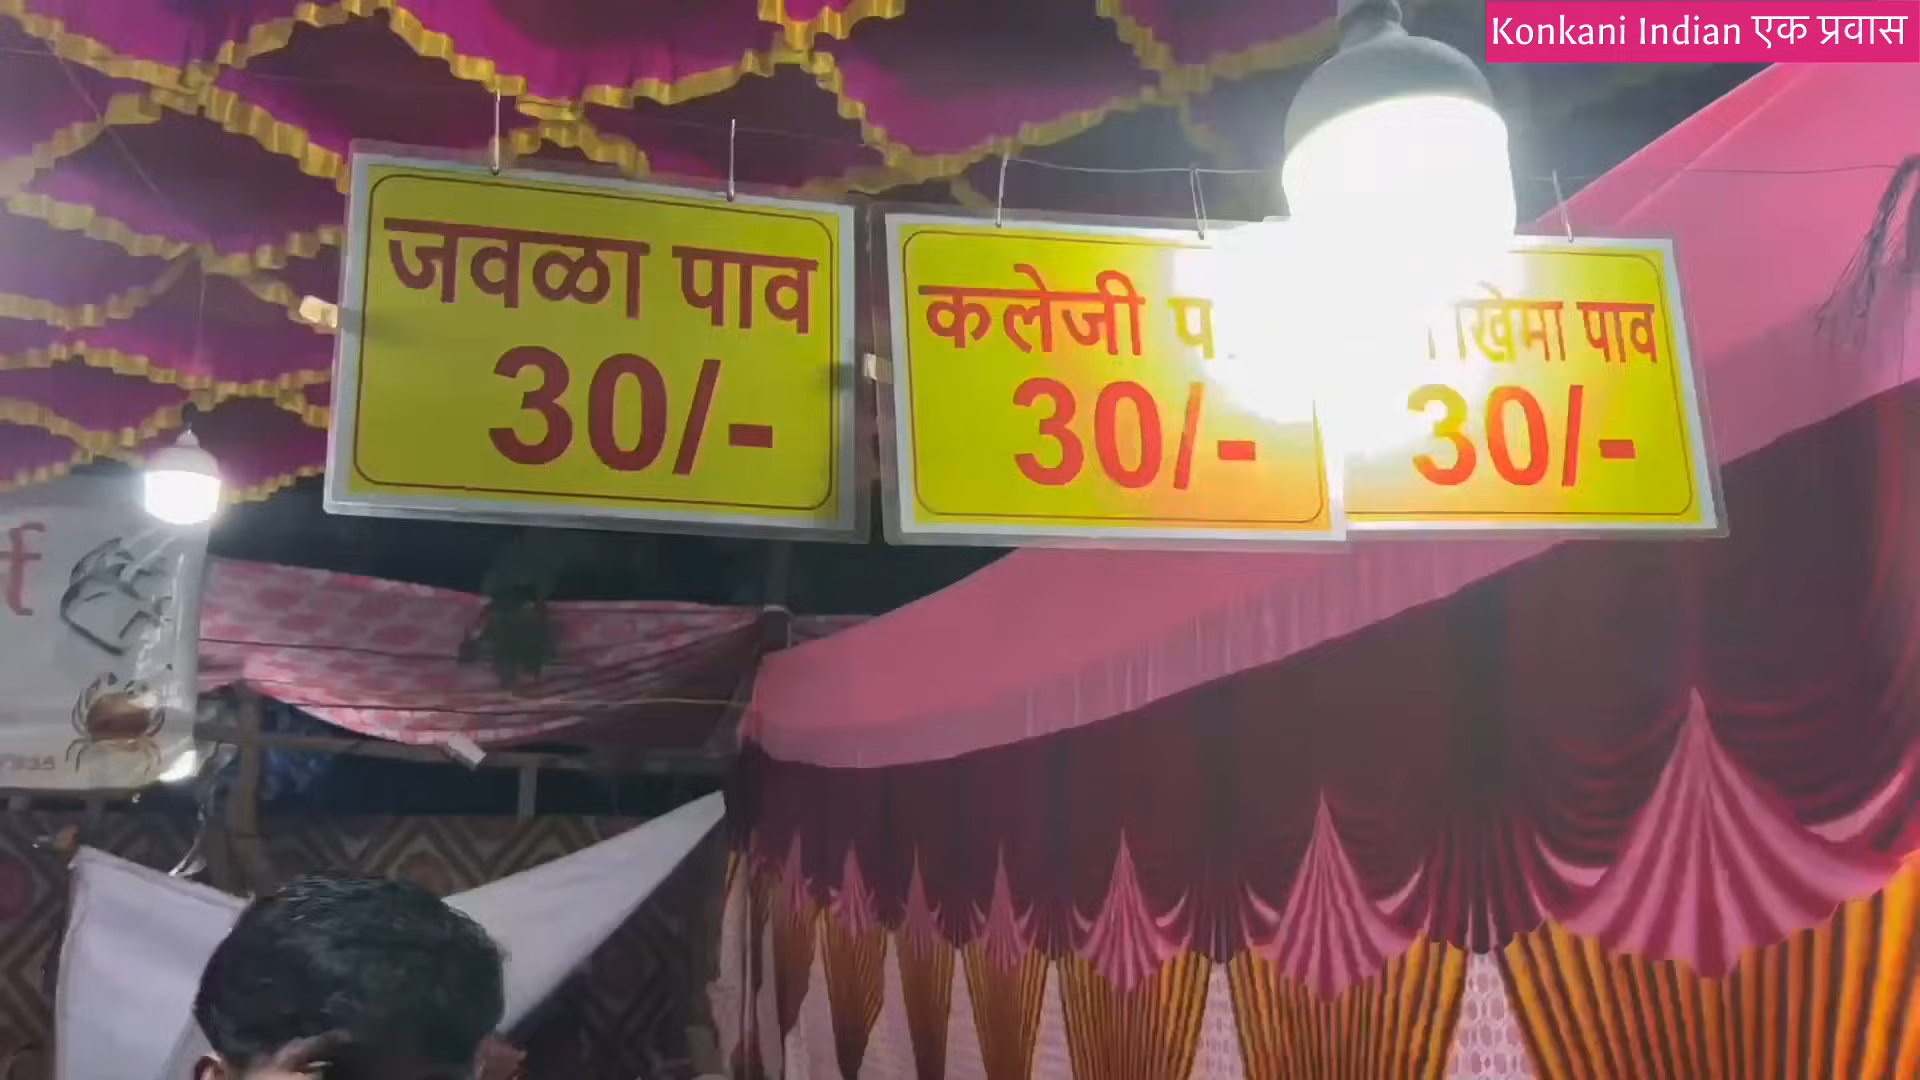 Konkani Indian एक प्रवास
जवळा पाव
30/-
कलेजी
30/-
खिमा पाव
30/-